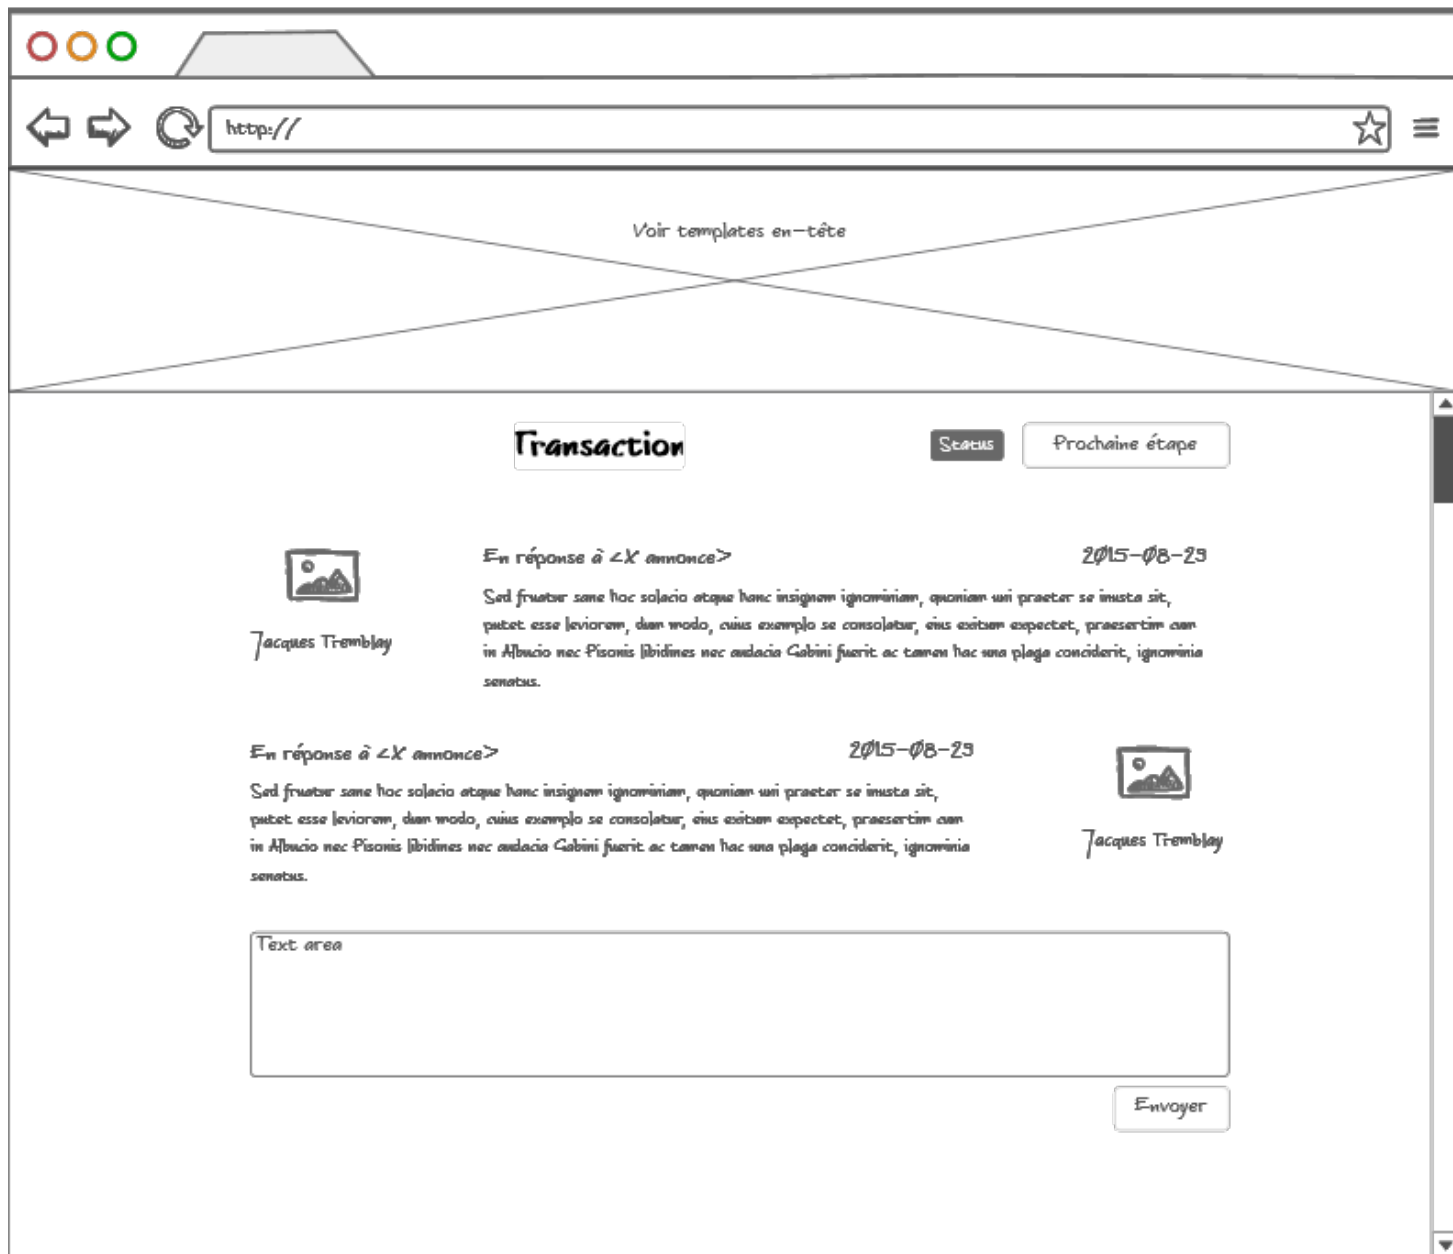 http://
Voir templates en-tête
Transaction
Status
Prochaine étape
En réponse à <X annonce>
2015-08-29
Sed fruatur sane hoc solacio atque hanc insignem ignominiam, quoniam uni praeter se inusta sit,
putet esse leviorem, dum modo, cuius exemplo se consolatur, eius exitum expectet, praesertim cum
in Albucio nec Pisonis libidines nec audacia Gabini fuerit ac tamen hac una plaga conciderit, ignominia
senatus.
Jacques Tremblay
En réponse à <X annonce>
2015-08-29
Sed fruatur sane hoc solacio atque hanc insignem ignominiam, quoniam uni praeter se inusta sit,
putet esse leviorem, dum modo, cuius exemplo se consolatur, eius exitum expectet, praesertim cum
in Albucio nec Pisonis libidines nec audacia Gabini fuerit ac tamen hac una plaga conciderit, ignominia
senatus.
Jacques Tremblay
Text area
Envoyer